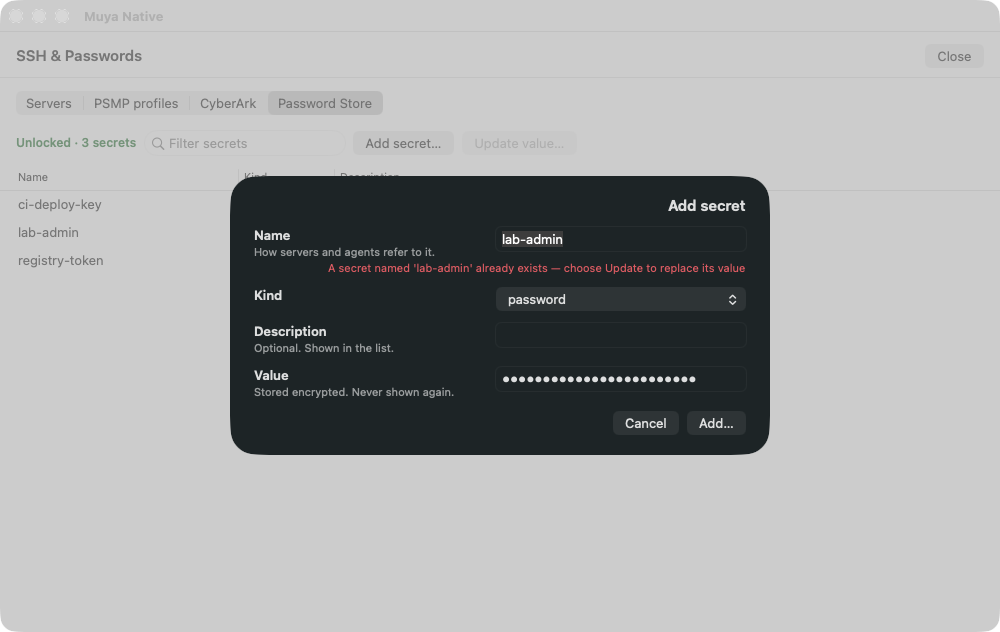 Muya Native
SSH & Passwords
Close
Servers
PSMP profiles
CyberArk
Password Store
Unlocked · 3 secrets
Filter secrets
Add secret...
Update value...
Name
Kind
Description
ci-deploy-key
lab-admin
registry-token
Add secret
Name
lab-admin
How servers and agents refer to it.
A secret named 'lab-admin' already exists — choose Update to replace its value
Kind
password
Description
Optional. Shown in the list.
Value
●●●●●●●●●●●●●●●●●●●●●●●●
Stored encrypted. Never shown again.
Cancel
Add...